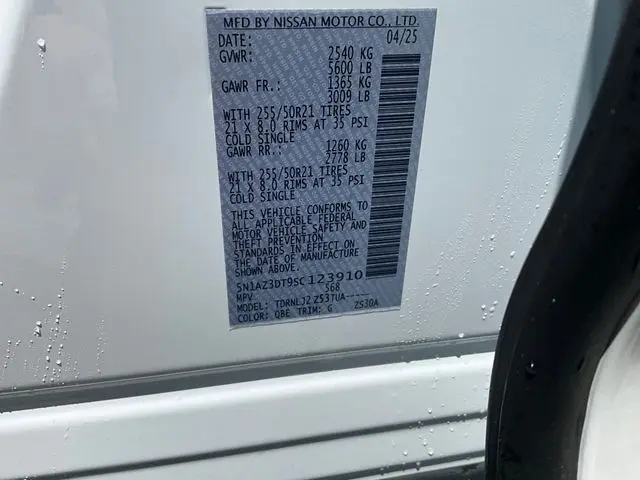 MFD BY NISSAN MOTOR CO., LTD.
DATE: 04/25
GVWR: 2540 KG
5600 LB
GAWR FR.: 1365 KG
3009 LB
WITH 255/50R21 TIRES
21 X 8.0 RIMS AT 35 PSI
COLD SINGLE
GAWR RR.: 1260 KG
2778 LB
WITH 255/50R21 TIRES
21 X 8.0 RIMS AT 35 PSI
COLD SINGLE
THIS VEHICLE CONFORMS TO
ALL APPLICABLE FEDERAL
MOTOR VEHICLE SAFETY AND
THEFT PREVENTION
STANDARDS IN EFFECT ON
THE DATE OF MANUFACTURE
SHOWN ABOVE.
5N1AZ3DT9SC123910
MPV 568
MODEL: TDRNLJZ Z53TUA-----
COLOR: QBE TRIM: G Z530A